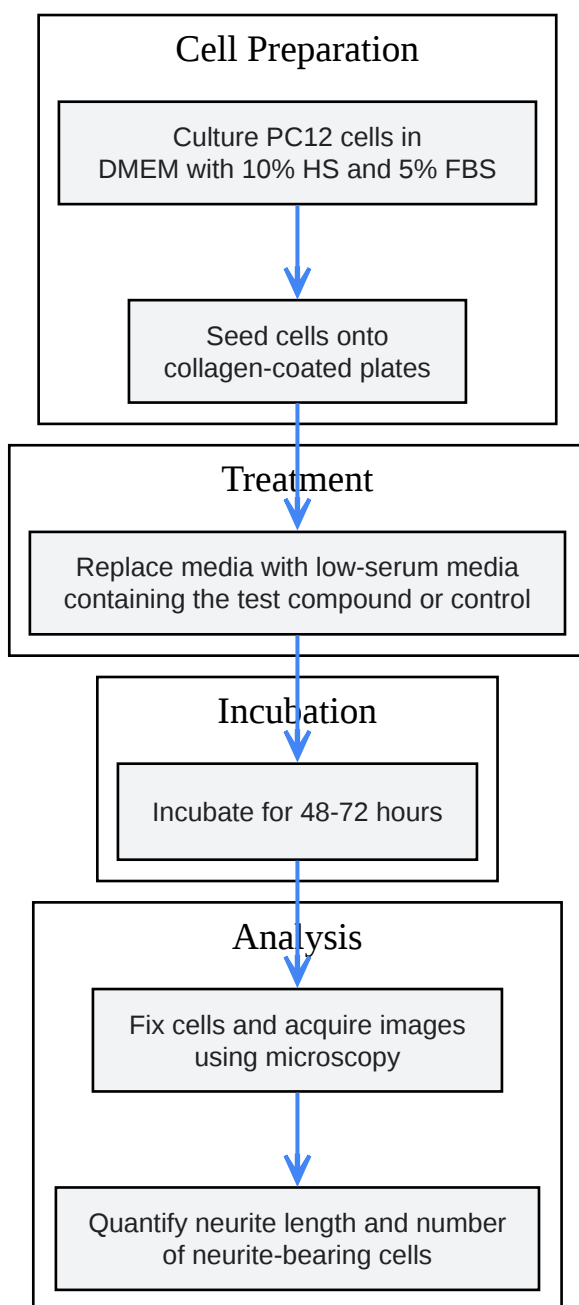 Cell Preparation
Culture PC12 cells in
DMEM with 10% HS and 5% FBS
Seed cells onto
collagen-coated plates
Treatment
Replace media with low-serum media
containing the test compound or control
Incubation
Incubate for 48-72 hours
Analysis
Fix cells and acquire images
using microscopy
Quantify neurite length and number
of neurite-bearing cells